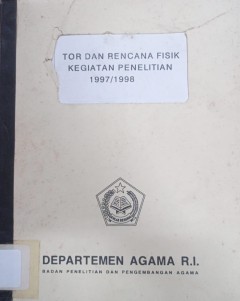 TOR DAN RENCANA FISIK
KEGIATAN PENELITIAN
1997/1998
DEPARTEMEN AGAMA R.I.
BADAN PENELITIAN DAN PENGEMBANGAN AGAMA